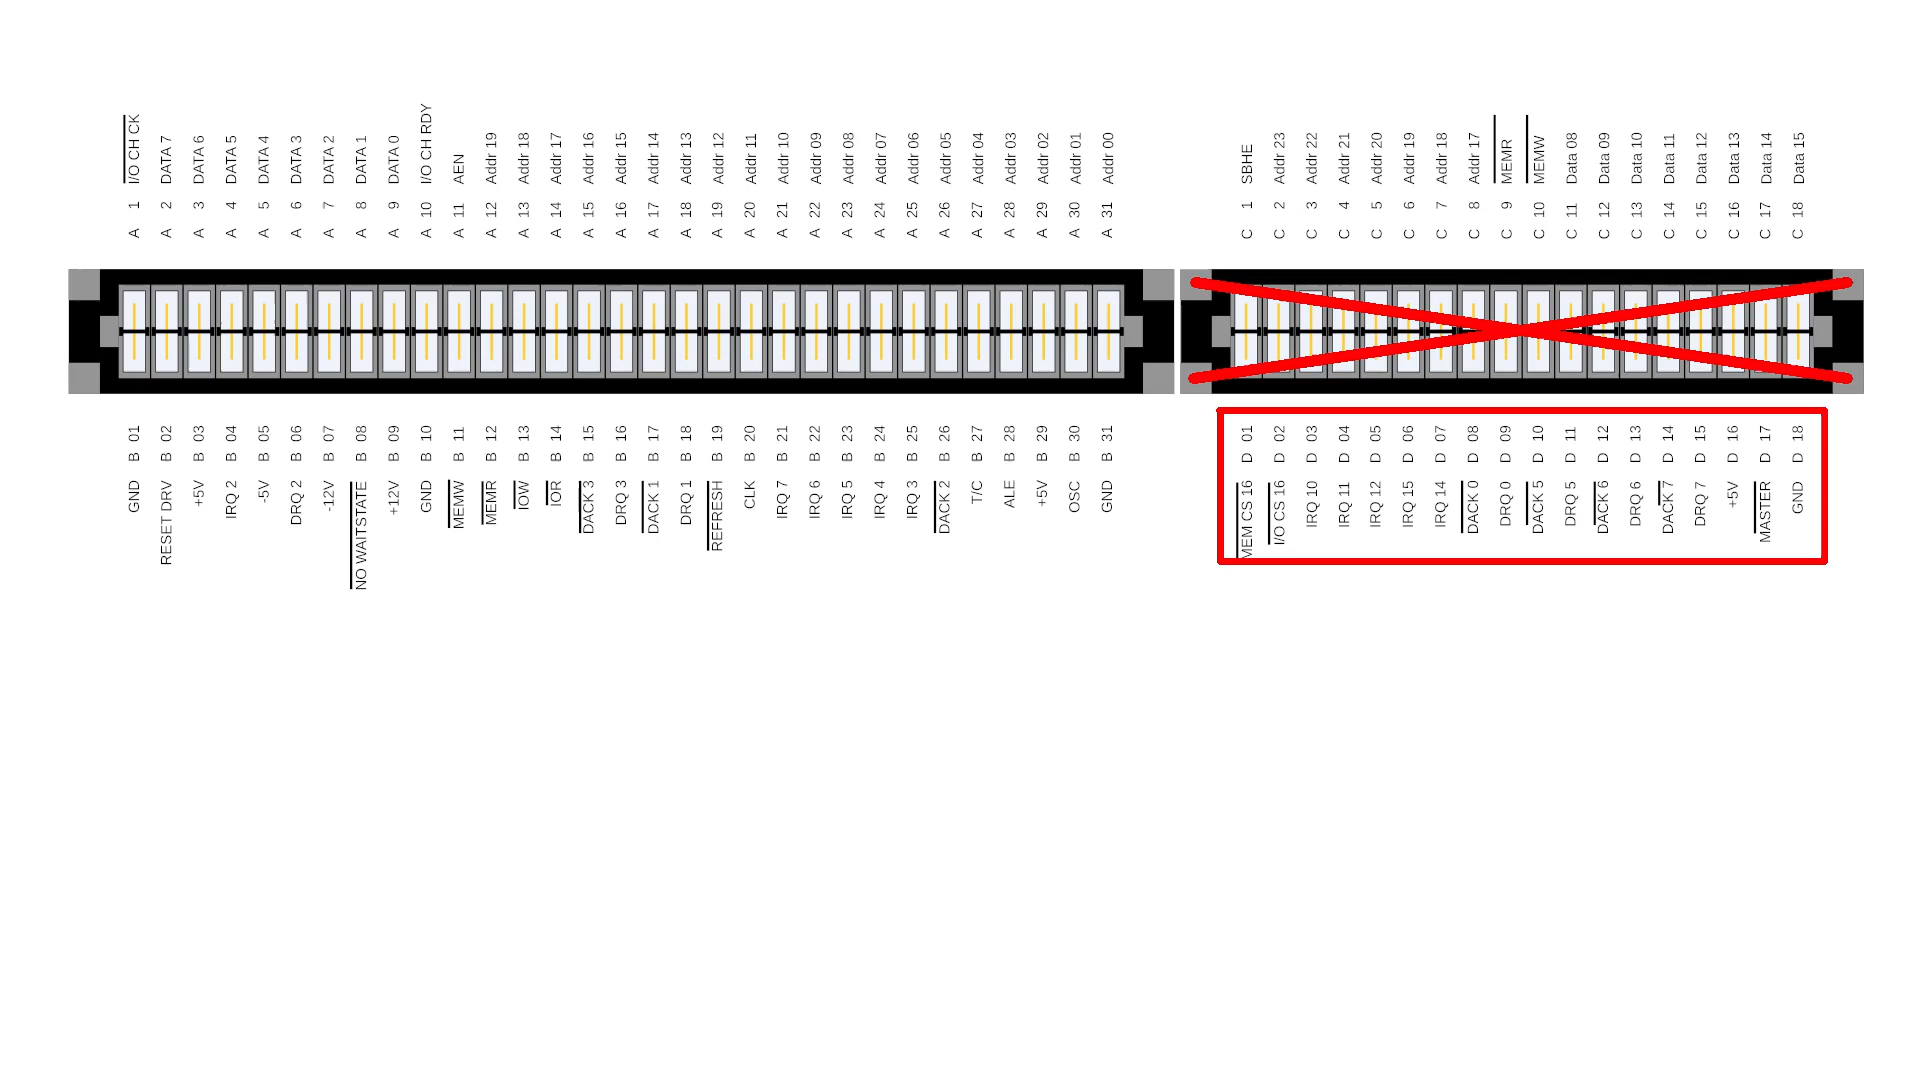 I/O CH CK
DATA 7
DATA 6
DATA 5
DATA 4
DATA 3
DATA 2
DATA 1
DATA 0
I/O CH RDY
AEN
Addr 19
Addr 18
Addr 17
Addr 16
Addr 15
Addr 14
Addr 13
Addr 12
Addr 11
Addr 10
Addr 09
Addr 08
Addr 07
Addr 06
Addr 05
Addr 04
Addr 03
Addr 02
Addr 01
Addr 00
SBHE
Addr 23
Addr 22
Addr 21
Addr 20
Addr 19
Addr 18
Addr 17
MEMR
MEMW
Data 08
Data 09
Data 10
Data 11
Data 12
Data 13
Data 14
Data 15
A 1
A 2
A 3
A 4
A 5
A 6
A 7
A 8
A 9
A 10
A 11
A 12
A 13
A 14
A 15
A 16
A 17
A 18
A 19
A 20
A 21
A 22
A 23
A 24
A 25
A 26
A 27
A 28
A 29
A 30
A 31
C 1
C 2
C 3
C 4
C 5
C 6
C 7
C 8
C 9
C 10
C 11
C 12
C 13
C 14
C 15
C 16
C 17
C 18
B 01
B 02
B 03
B 04
B 05
B 06
B 07
B 08
B 09
B 10
B 11
B 12
B 13
B 14
B 15
B 16
B 17
B 18
B 19
B 20
B 21
B 22
B 23
B 24
B 25
B 26
B 27
B 28
B 29
B 30
B 31
D 01
D 02
D 03
D 04
D 05
D 06
D 07
D 08
D 09
D 10
D 11
D 12
D 13
D 14
D 15
D 16
D 17
D 18
GND
RESET DRV
+5V
IRQ 2
-5V
DRQ 2
-12V
NO WAITSTATE
+12V
GND
MEMW
MEMR
IOW
IOR
DACK 3
DRQ 3
DACK 1
DRQ 1
REFRESH
CLK
IRQ 7
IRQ 6
IRQ 5
IRQ 4
IRQ 3
DACK 2
T/C
ALE
+5V
OSC
GND
MEM CS 16
I/O CS 16
IRQ 10
IRQ 11
IRQ 12
IRQ 15
IRQ 14
DACK 0
DRQ 0
DACK 5
DRQ 5
DACK 6
DRQ 6
DACK 7
DRQ 7
+5V
MASTER
GND